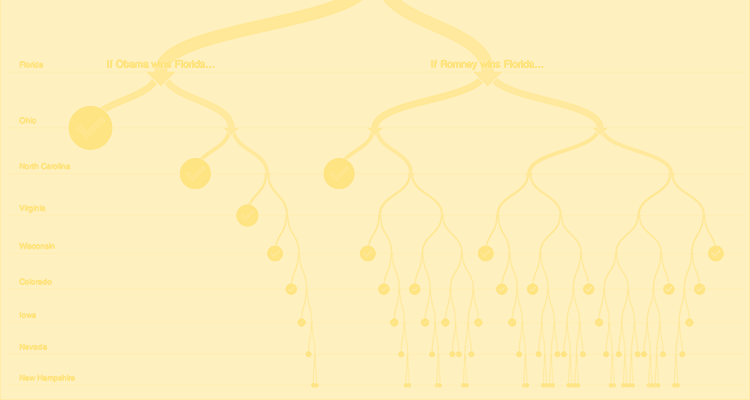 Florida
If Obama wins Florida...
If Romney wins Florida...
Ohio
North Carolina
Virginia
Wisconsin
Colorado
Iowa
Nevada
New Hampshire